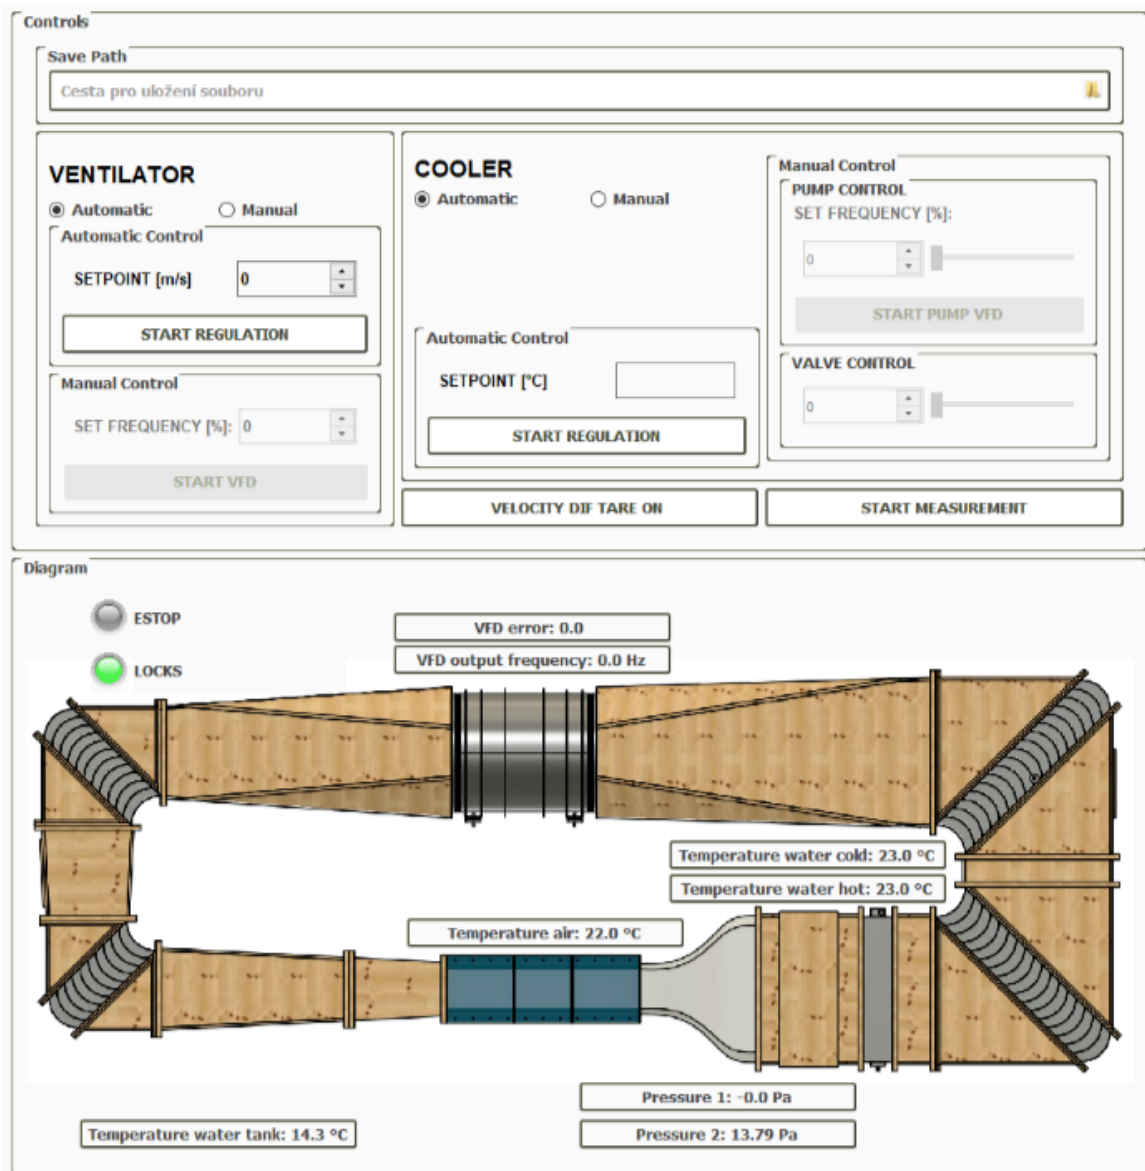 Controls
Save Path
Cesta pro uložení souboru
VENTILATOR
Automatic Manual
Automatic Control
SETPOINT [m/s] 0
START REGULATION
Manual Control
SET FREQUENCY [%]: 0
START VFD
COOLER
Automatic Manual
Automatic Control
SETPOINT [°C]
START REGULATION
Manual Control
PUMP CONTROL
SET FREQUENCY [%]:
0
START PUMP VFD
VALVE CONTROL
0
VELOCITY DIF TARE ON
START MEASUREMENT
Diagram
ESTOP
LOCKS
VFD error: 0.0
VFD output frequency: 0.0 Hz
Temperature water cold: 23.0 °C
Temperature water hot: 23.0 °C
Temperature air: 22.0 °C
Pressure 1: -0.0 Pa
Pressure 2: 13.79 Pa
Temperature water tank: 14.3 °C